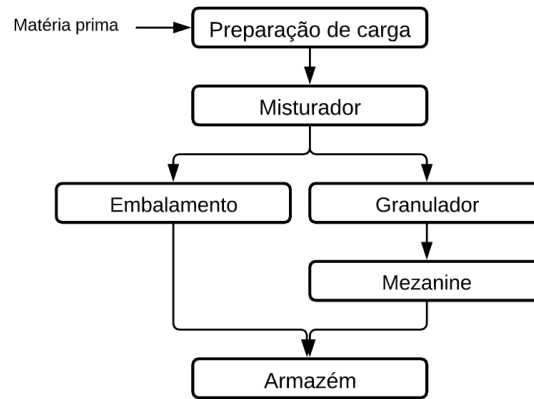 Matéria prima
Preparação de carga
Misturador
Embalamento
Granulador
Mezanine
Armazém